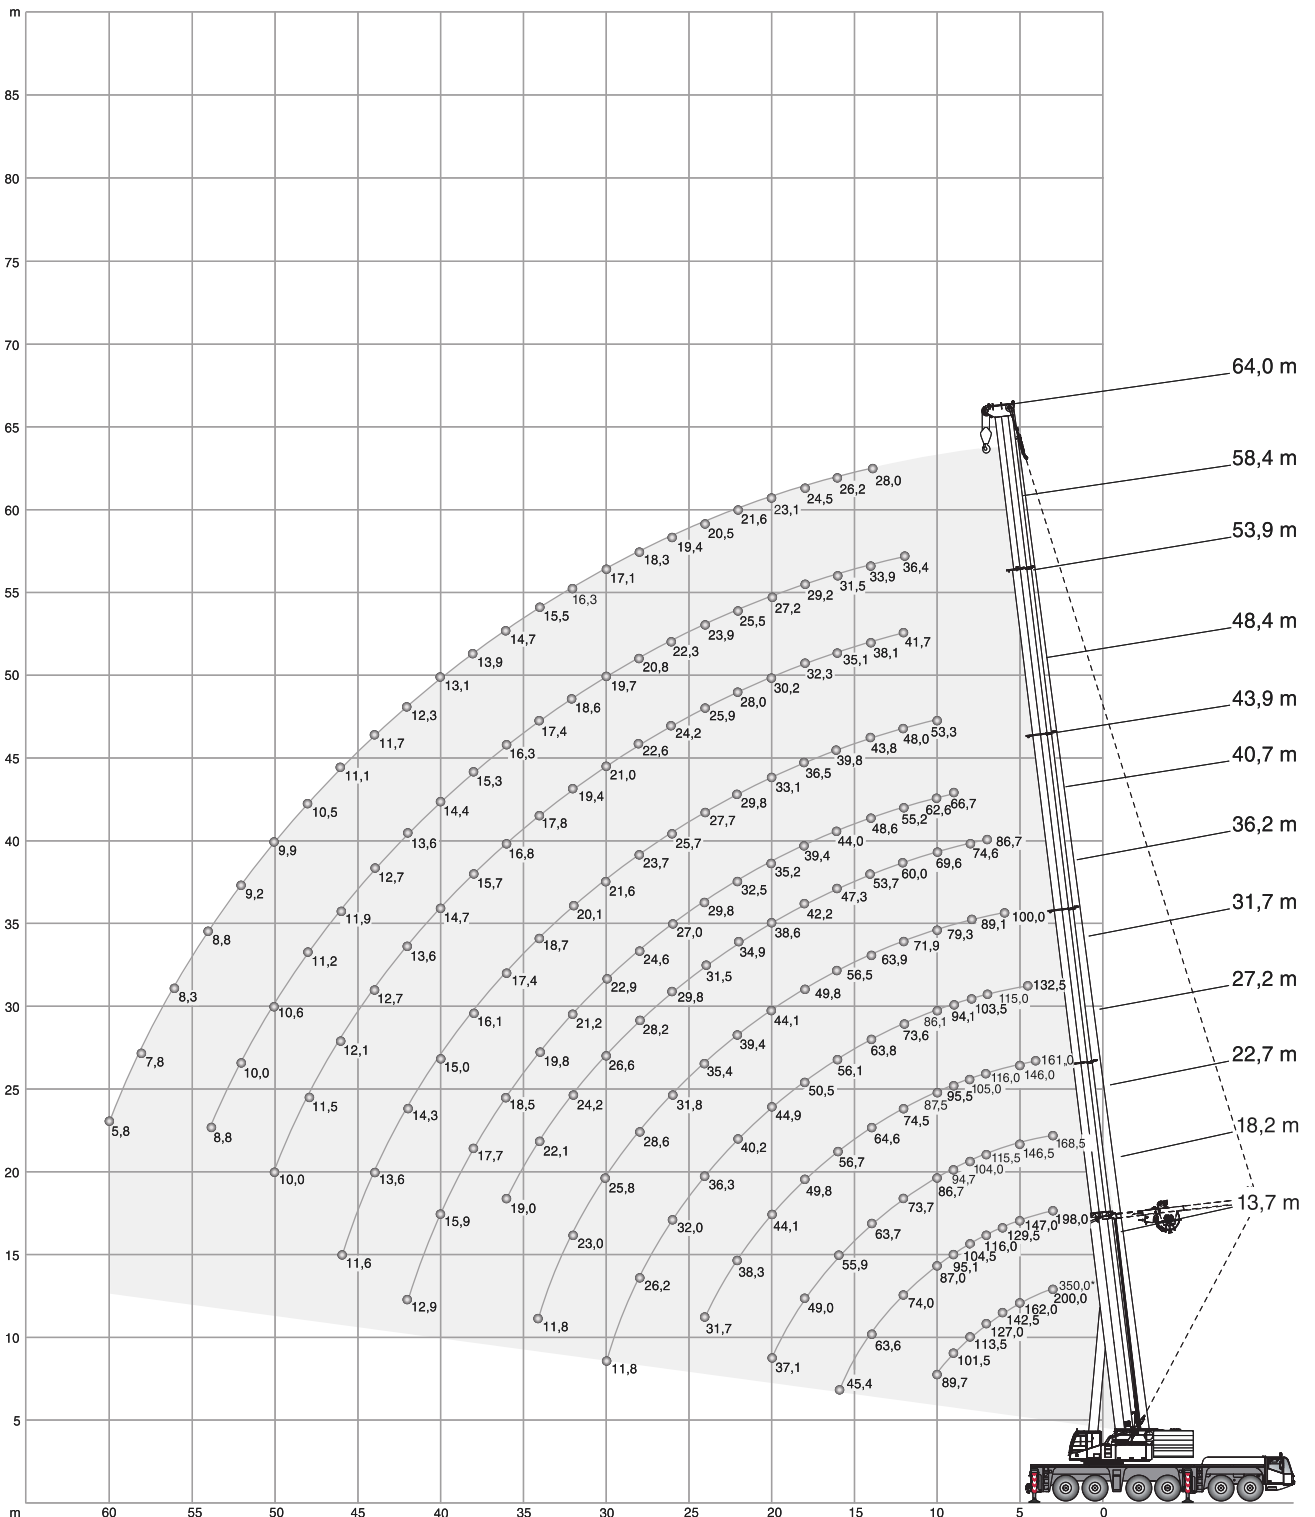 m
85
80
75
70
65
60
55
50
45
40
35
30
25
20
15
10
5
m
60 55 50 45 40 35 30 25 20 15 10 5 0
64,0 m
58,4 m
53,9 m
48,4 m
43,9 m
40,7 m
36,2 m
31,7 m
27,2 m
22,7 m
18,2 m
13,7 m
5,8 7,8 8,3 8,8 9,2 9,9 10,5 11,1 11,7 12,3 13,1 13,9 14,7 15,5 16,3 17,1 18,3 19,4 20,5 21,6 23,1 24,5 26,2 28,0
8,8 10,0 10,6 11,2 11,9 12,7 13,6 14,4 15,3 16,3 17,4 18,6 19,7 20,8 22,3 23,9 25,5 27,2 29,2 31,5 33,9 36,4
10,0 11,5 12,1 12,7 13,6 14,7 15,7 16,8 17,8 19,4 21,0 22,6 24,2 25,9 28,0 30,2 32,3 35,1 38,1 41,7
11,6 13,6 14,3 15,0 16,1 17,4 18,7 20,1 21,6 23,7 25,7 27,7 29,8 33,1 36,5 39,8 43,8 48,0 53,3
12,9 15,9 17,7 18,5 19,8 21,2 22,9 24,6 27,0 29,8 32,5 35,2 39,4 44,0 48,6 55,2 62,6 66,7
19,0 22,1 24,2 26,6 28,2 29,8 31,5 34,9 38,6 42,2 47,3 53,7 60,0 69,6 74,6 86,7
11,8 23,0 25,8 28,6 31,8 35,4 39,4 44,1 49,8 56,5 63,9 71,9 79,3 89,1 100,0
11,8 26,2 32,0 36,3 40,2 44,9 50,5 56,1 63,8 73,6 86,1 94,1 103,5 115,0 132,5
31,7 38,3 44,1 49,8 56,7 64,6 74,5 87,5 95,5 105,0 116,0 146,0 161,0
37,1 49,0 55,9 63,7 73,7 86,7 94,7 104,0 115,5 146,5 168,5
45,4 63,6 74,0 87,0 95,1 104,5 116,0 129,5 147,0 198,0
89,7 101,5 113,5 127,0 142,5 162,0 200,0 350,0*